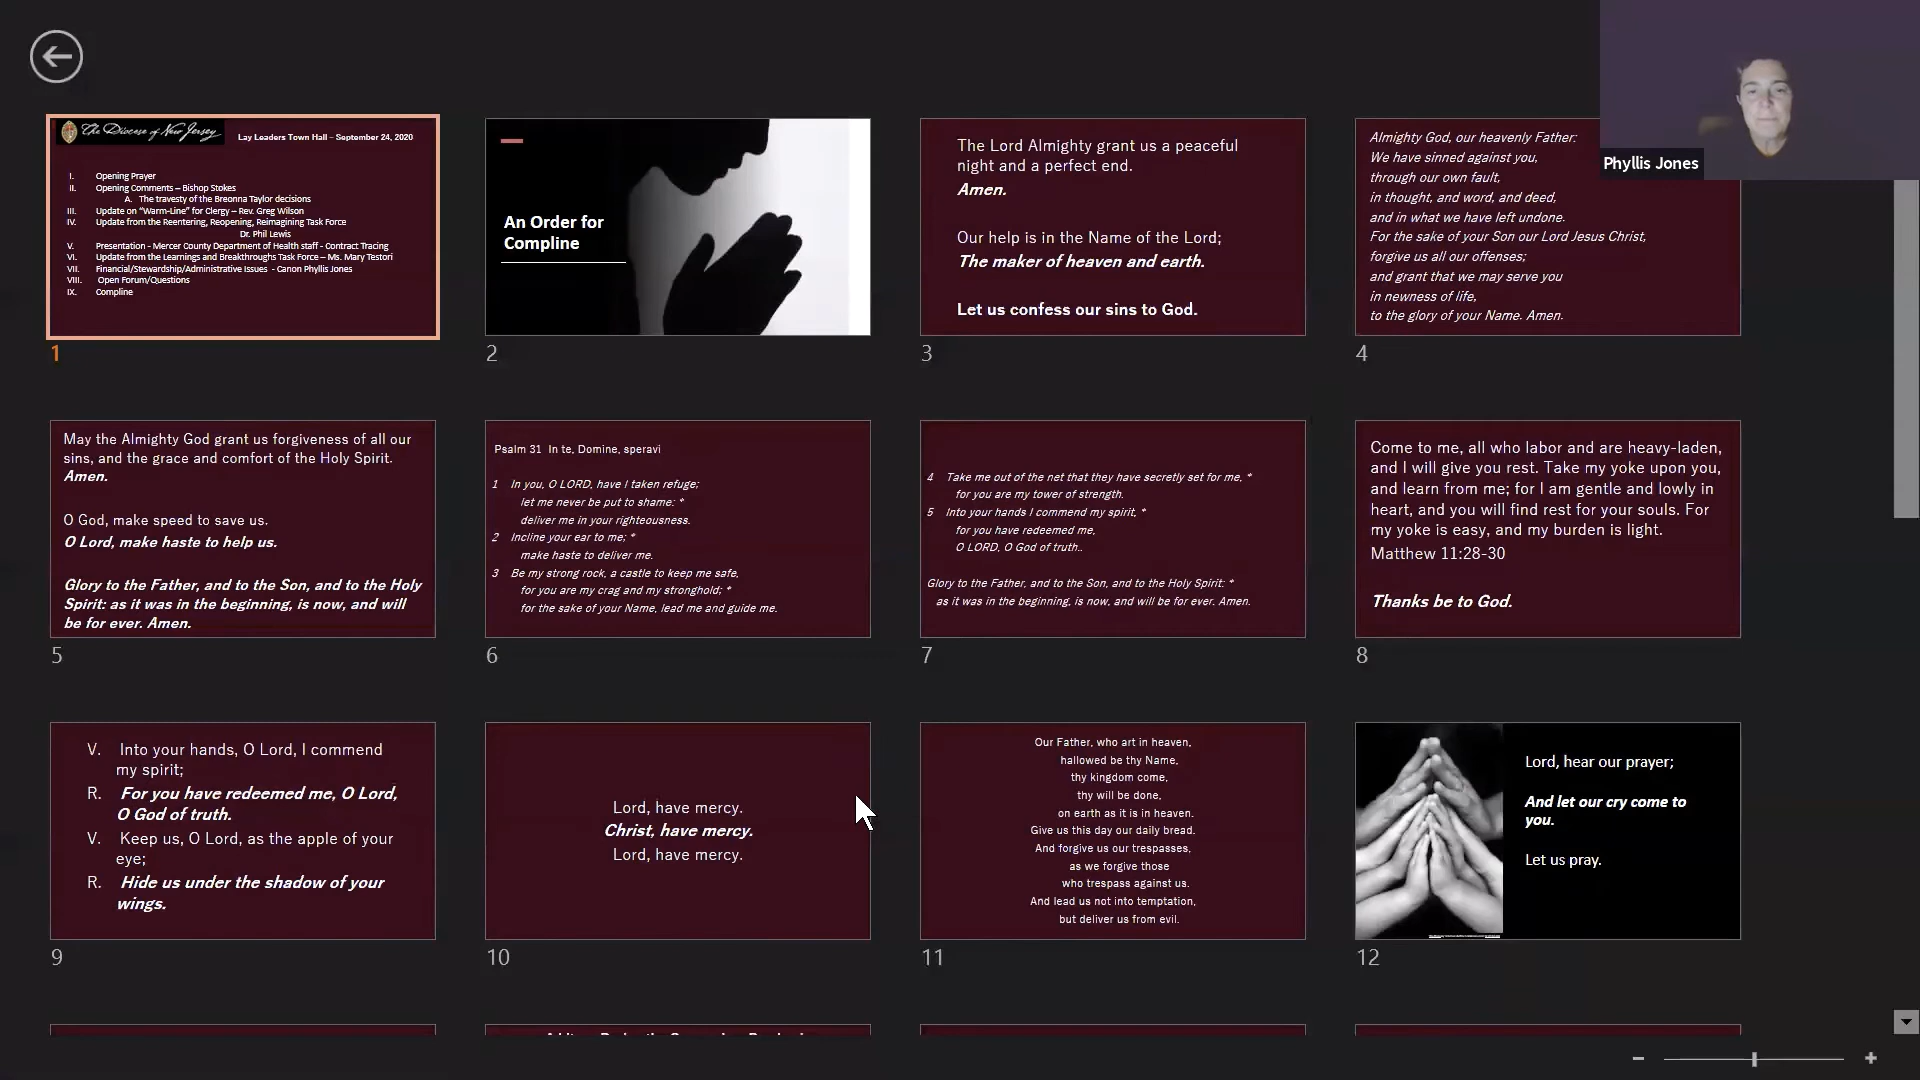 Phyllis Jones
The Diocese of New Jersey
Lay Leaders Town Hall – September 24, 2020
I. Opening Prayer
II. Opening Comments – Bishop Stokes
A. The travesty of the Breonna Taylor decisions
III. Update on “Warm-Line” for Clergy – Rev. Greg Wilson
IV. Update from the Reentering, Reopening, Reimagining Task Force
Dr. Phil Lewis
V. Presentation - Mercer County Department of Health staff - Contract Tracing
VI. Update from the Learnings and Breakthroughs Task Force – Ms. Mary Testori
VII. Financial/Stewardship/Administrative Issues - Canon Phyllis Jones
VIII. Open Forum/Questions
IX. Compline
1
An Order for
Compline
2
The Lord Almighty grant us a peaceful
night and a perfect end.
Amen.
Our help is in the Name of the Lord;
The maker of heaven and earth.
Let us confess our sins to God.
3
Almighty God, our heavenly Father:
We have sinned against you,
through our own fault,
in thought, and word, and deed,
and in what we have left undone.
For the sake of your Son our Lord Jesus Christ,
forgive us all our offenses;
and grant that we may serve you
in newness of life,
to the glory of your Name. Amen.
4
May the Almighty God grant us forgiveness of all our
sins, and the grace and comfort of the Holy Spirit.
Amen.
O God, make speed to save us.
O Lord, make haste to help us.
Glory to the Father, and to the Son, and to the Holy
Spirit: as it was in the beginning, is now, and will
be for ever. Amen.
5
Psalm 31 In te, Domine, speravi
1 In you, O LORD, have I taken refuge;
let me never be put to shame: *
deliver me in your righteousness.
2 Incline your ear to me; *
make haste to deliver me.
3 Be my strong rock, a castle to keep me safe,
for you are my crag and my stronghold; *
for the sake of your Name, lead me and guide me.
6
4 Take me out of the net that they have secretly set for me, *
for you are my tower of strength.
5 Into your hands I commend my spirit, *
for you have redeemed me,
O LORD, O God of truth..
Glory to the Father, and to the Son, and to the Holy Spirit: *
as it was in the beginning, is now, and will be for ever. Amen.
7
Come to me, all who labor and are heavy-laden,
and I will give you rest. Take my yoke upon you,
and learn from me; for I am gentle and lowly in
heart, and you will find rest for your souls. For
my yoke is easy, and my burden is light.
Matthew 11:28-30
Thanks be to God.
8
V. Into your hands, O Lord, I commend
my spirit;
R. For you have redeemed me, O Lord,
O God of truth.
V. Keep us, O Lord, as the apple of your
eye;
R. Hide us under the shadow of your
wings.
9
Lord, have mercy.
Christ, have mercy.
Lord, have mercy.
10
Our Father, who art in heaven,
hallowed be thy Name,
thy kingdom come,
thy will be done,
on earth as it is in heaven.
Give us this day our daily bread.
And forgive us our trespasses,
as we forgive those
who trespass against us.
And lead us not into temptation,
but deliver us from evil.
11
Lord, hear our prayer;
And let our cry come to
you.
Let us pray.
12